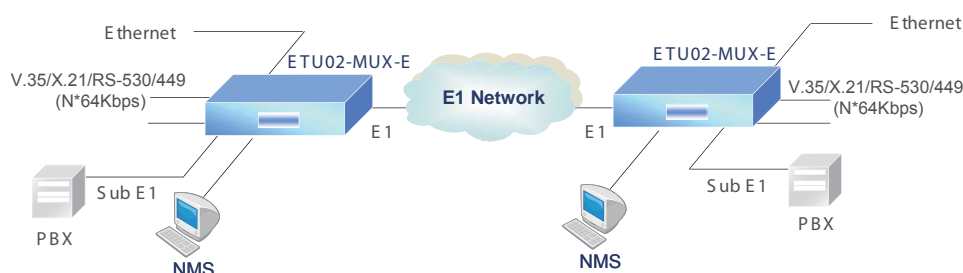 Ethernet
ETU02-MUX-E
V.35/X.21/RS-530/449
(N*64Kbps)
E1
Sub E1
PBX
NMS
E1 Network
Ethernet
ETU02-MUX-E
V.35/X.21/RS-530/449
(N*64Kbps)
E1
Sub E1
PBX
NMS